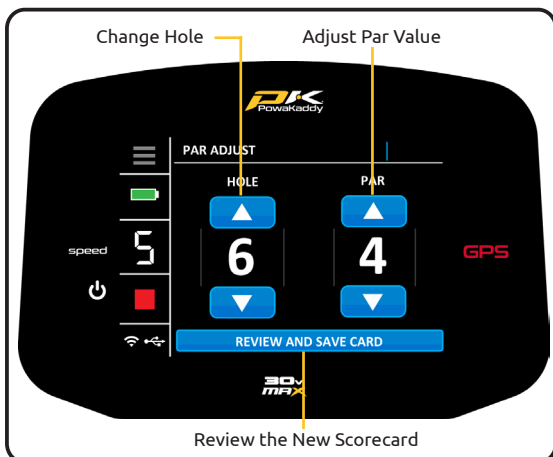 Change Hole Adjust Par Value
PK
PowaKaddy
PAR ADJUST
HOLE PAR
speed 5 6 4 GPS
REVIEW AND SAVE CARD
30v
MAX
Review the New Scorecard